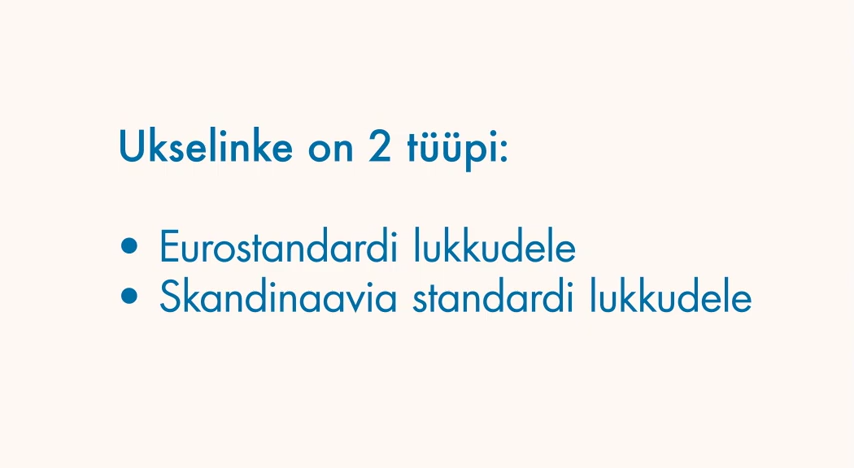 Ukselinke on 2 tüüpi:
• Eurostandardi lukkudele
• Skandinaavia standardi lukkudele